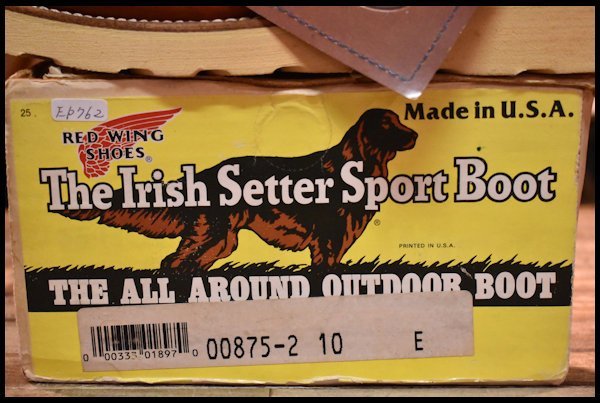 25.
EP762
Made in U.S.A.
RED WING
SHOES®
The Irish Setter Sport Boot
®
PRINTED IN U.S.A.
THE ALL AROUND OUTDOOR BOOT
0 00333 01897 0
00875-2 10 E